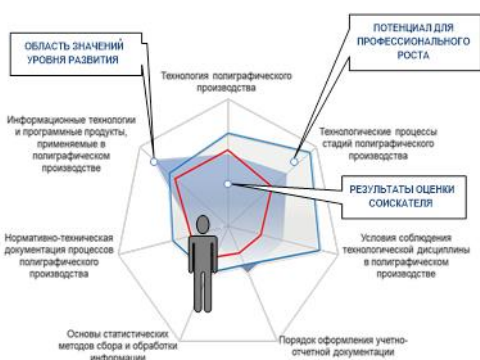 ПОТЕНЦИАЛ ДЛЯ
ПРОФЕССИОНАЛЬНОГО
РОСТА
ОБЛАСТЬ ЗНАЧЕНИЙ
УРОВНЯ РАЗВИТИЯ
Технология полиграфического
производства
Информационные технологии
и программные продукты,
применяемые в
полиграфическом
производстве
Технологические процессы
стадий полиграфического
производства
РЕЗУЛЬТАТЫ ОЦЕНКИ
СОИСКАТЕЛЯ
Нормативно-техническая
документация процессов
полиграфического
производства
Условия соблюдения
технологической дисциплины
в полиграфическом
производстве
Основы статистических
методов сбора и обработки
информации
Порядок оформления учетно-
отчетной документации